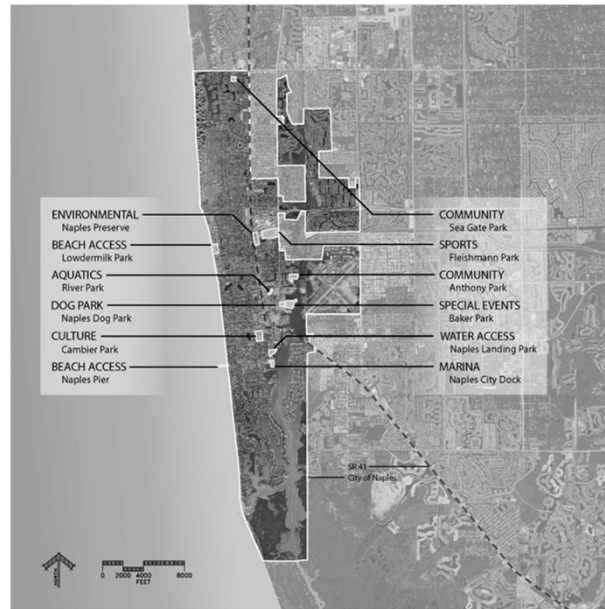 ENVIRONMENTAL
Naples Preserve
BEACH ACCESS
Lowdermilk Park
AQUATICS
River Park
DOG PARK
Naples Dog Park
CULTURE
Cambier Park
BEACH ACCESS
Naples Pier
COMMUNITY
Sea Gate Park
SPORTS
Fleishmann Park
COMMUNITY
Anthony Park
SPECIAL EVENTS
Baker Park
WATER ACCESS
Naples Landing Park
MARINA
Naples City Dock
SR 41
City of Naples
0 2000 4000 8000
FEET